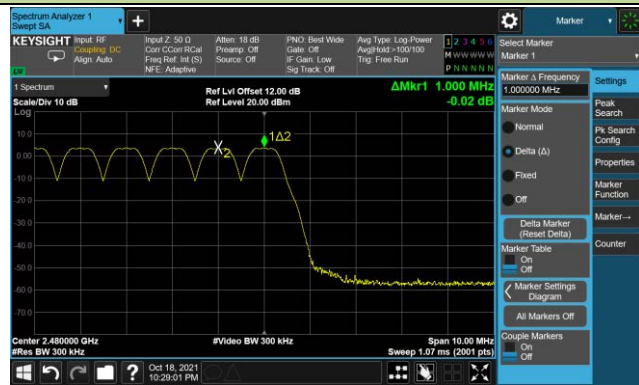 Spectrum Analyzer 1
Swept SA
Marker
KEYSIGHT
Input: RF
Coupling: DC
Align: Auto
Input Z: 50 Ω
Corr CCorr RCal
Freq Ref: Int (S)
NFE: Adaptive
Atten: 18 dB
Preamp: Off
Source: Off
PNO: Best Wide
Gate: Off
IF Gain: Low
Sig Track: Off
Avg Type: Log-Power
Avg|Hold:>100/100
Trig: Free Run
1 2 3 4 5 6
M W W W W W
P N N N N N
Select Marker
Marker 1
1 Spectrum
Scale/Div 10 dB
Log
Ref Lvl Offset 12.00 dB
Ref Level 20.00 dBm
ΔMkr1 1.000 MHz
-0.02 dB
10.0
0.00
-10.0
-20.0
-30.0
-40.0
-50.0
-60.0
-70.0
2
1Δ2
Center 2.480000 GHz
#Res BW 300 kHz
#Video BW 300 kHz
Span 10.00 MHz
Sweep 1.07 ms (2001 pts)
Oct 18, 2021
10:29:01 PM
Marker Δ Frequency
1.000000 MHz
Marker Mode
Normal
Delta (Δ)
Fixed
Off
Delta Marker
(Reset Delta)
Marker Table
On
Off
Marker Settings
Diagram
All Markers Off
Couple Markers
On
Off
Settings
Peak
Search
Pk Search
Config
Properties
Marker
Function
Marker→
Counter